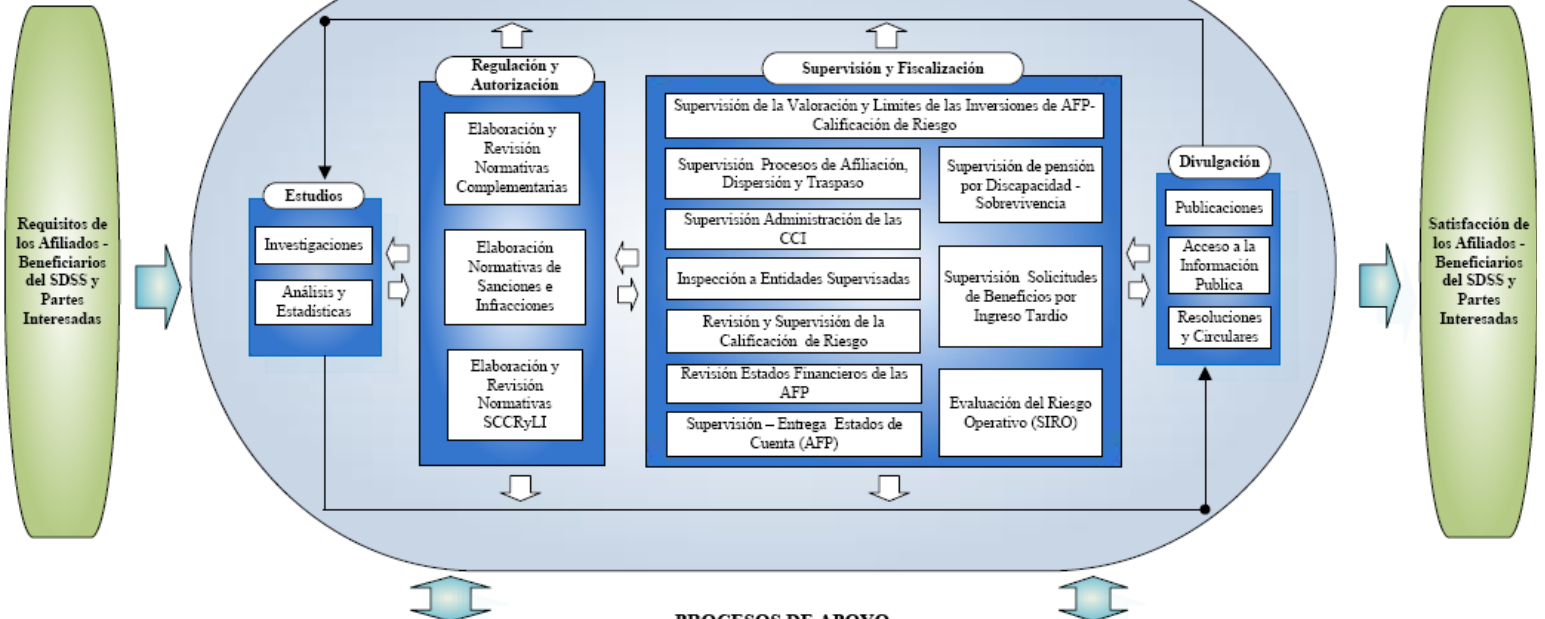 Requisitos de
los Afiliados -
Beneficiarios
del SDSS y
Partes
Interesadas
Estudios
Investigaciones
Análisis y
Estadísticas
Regulación y
Autorización
Elaboración y
Revisión
Normativas
Complementarias
Elaboración
Normativas de
Sanciones e
Infracciones
Elaboración y
Revisión
Normativas
SCCRyLI
Supervisión y Fiscalización
Supervisión de la Valoración y Limites de las Inversiones de AFP-
Calificación de Riesgo
Supervisión Procesos de Afiliación,
Dispersión y Traspaso
Supervisión Administración de las
CCI
Inspección a Entidades Supervisadas
Revisión y Supervisión de la
Calificación de Riesgo
Revisión Estados Financieros de las
AFP
Supervisión – Entrega Estados de
Cuenta (AFP)
Supervisión de pensión
por Discapacidad -
Sobrevivencia
Supervisión Solicitudes
de Beneficios por
Ingreso Tardío
Evaluación del Riesgo
Operativo (SIRO)
Divulgación
Publicaciones
Acceso a la
Información
Publica
Resoluciones
y Circulares
Satisfacción de
los Afiliados -
Beneficiarios
del SDSS y
Partes
Interesadas
PROCESOS DE APOYO